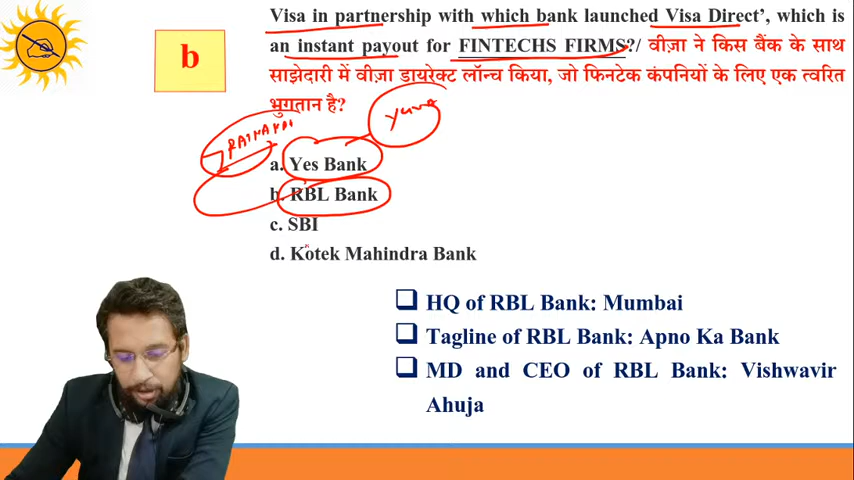 Visa in partnership with which bank launched Visa Direct’, which is
an instant payout for FINTECHS FIRMS?/ वीज़ा ने किस बैंक के साथ
साझेदारी में वीज़ा डायरेक्ट लॉन्च किया, जो फिनटेक कंपनियों के लिए एक त्वरित
भुगतान है?
b
a. Yes Bank
b. RBL Bank
c. SBI
d. Kotek Mahindra Bank
HQ of RBL Bank: Mumbai
Tagline of RBL Bank: Apno Ka Bank
MD and CEO of RBL Bank: Vishwavir
Ahuja